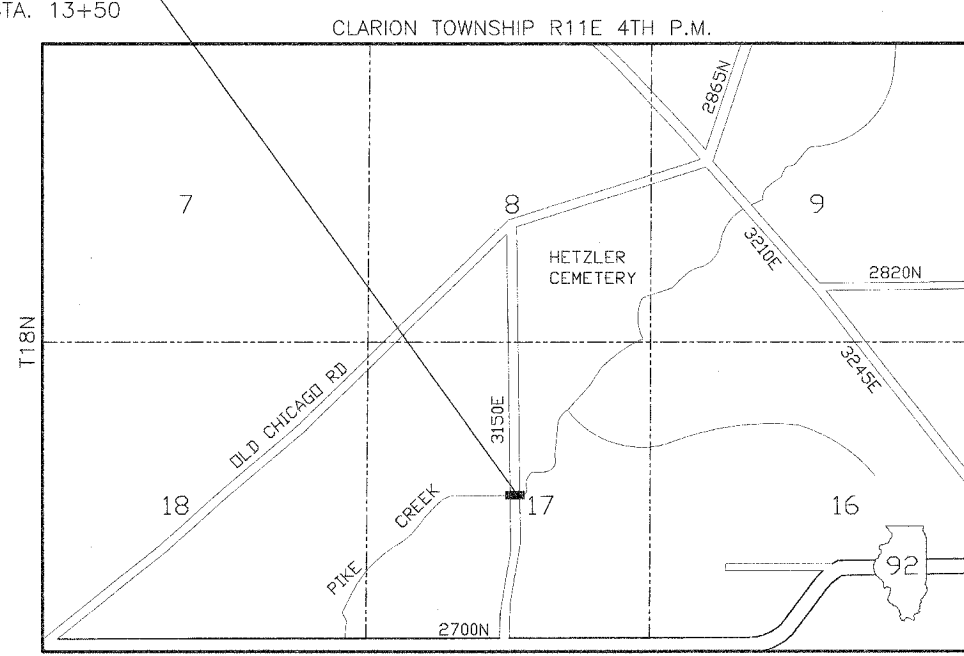 STA. 13+50
CLARION TOWNSHIP R11E 4TH P.M.
2865N
7
8
9
HETZLER
CEMETERY
3210E
2820N
T18N
3245E
OLD CHICAGO RD
3150E
18
CREEK
17
16
PIKE
92
2700N